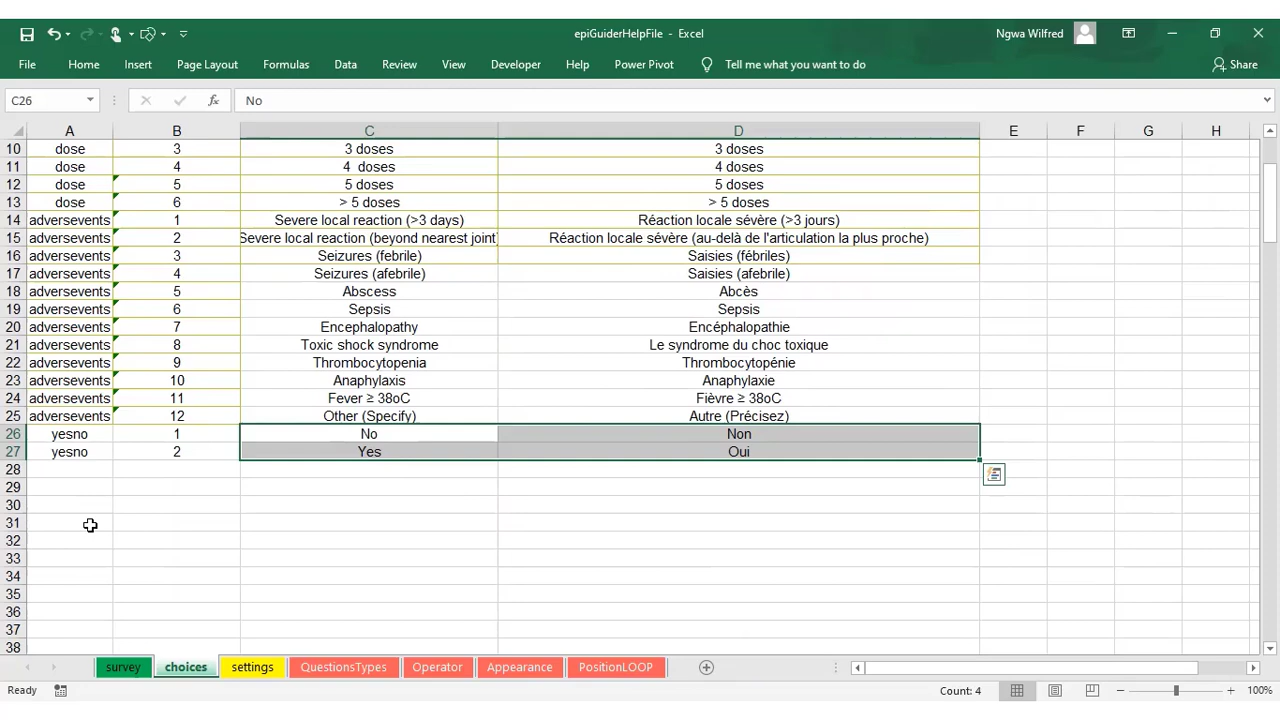 epiGuiderHelpFile - Excel
Ngwa Wilfred
File Home Insert Page Layout Formulas Data Review View Developer Help Power Pivot Tell me what you want to do Share
C26 fx No
A B C D E F G H
10 dose 3 3 doses 3 doses
11 dose 4 4 doses 4 doses
12 dose 5 5 doses 5 doses
13 dose 6 > 5 doses > 5 doses
14 adversevents 1 Severe local reaction (>3 days) Réaction locale sévère (>3 jours)
15 adversevents 2 Severe local reaction (beyond nearest joint) Réaction locale sévère (au-delà de l'articulation la plus proche)
16 adversevents 3 Seizures (febrile) Saisies (fébriles)
17 adversevents 4 Seizures (afebrile) Saisies (afebrile)
18 adversevents 5 Abscess Abcès
19 adversevents 6 Sepsis Sepsis
20 adversevents 7 Encephalopathy Encéphalopathie
21 adversevents 8 Toxic shock syndrome Le syndrome du choc toxique
22 adversevents 9 Thrombocytopenia Thrombocytopénie
23 adversevents 10 Anaphylaxis Anaphylaxie
24 adversevents 11 Fever ≥ 38oC Fièvre ≥ 38oC
25 adversevents 12 Other (Specify) Autre (Précisez)
26 yesno 1 No Non
27 yesno 2 Yes Oui
28
29
30
31
32
33
34
35
36
37
38
survey choices settings QuestionsTypes Operator Appearance PositionLOOP
Ready Count: 4 100%